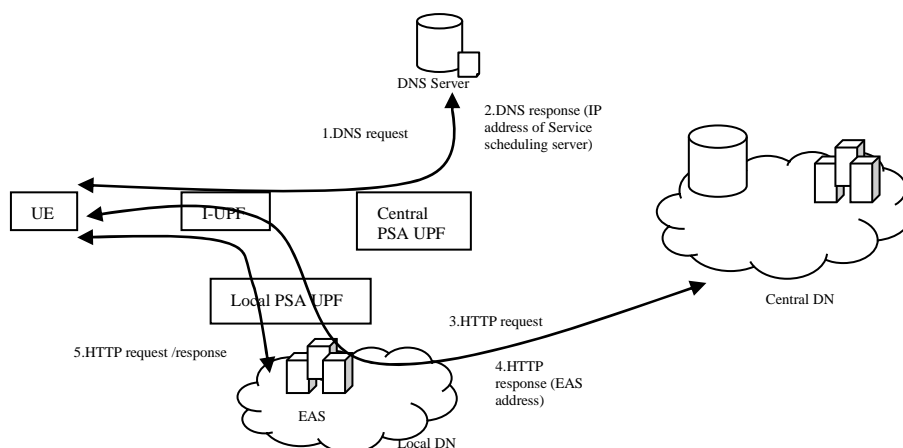 DNS Server
1.DNS request
2.DNS response (IP
address of Service
scheduling server)
UE
I-UPF
Central
PSA UPF
Local PSA UPF
Central DN
3.HTTP request
5.HTTP request /response
4.HTTP
response (EAS
address)
EAS
Local DN